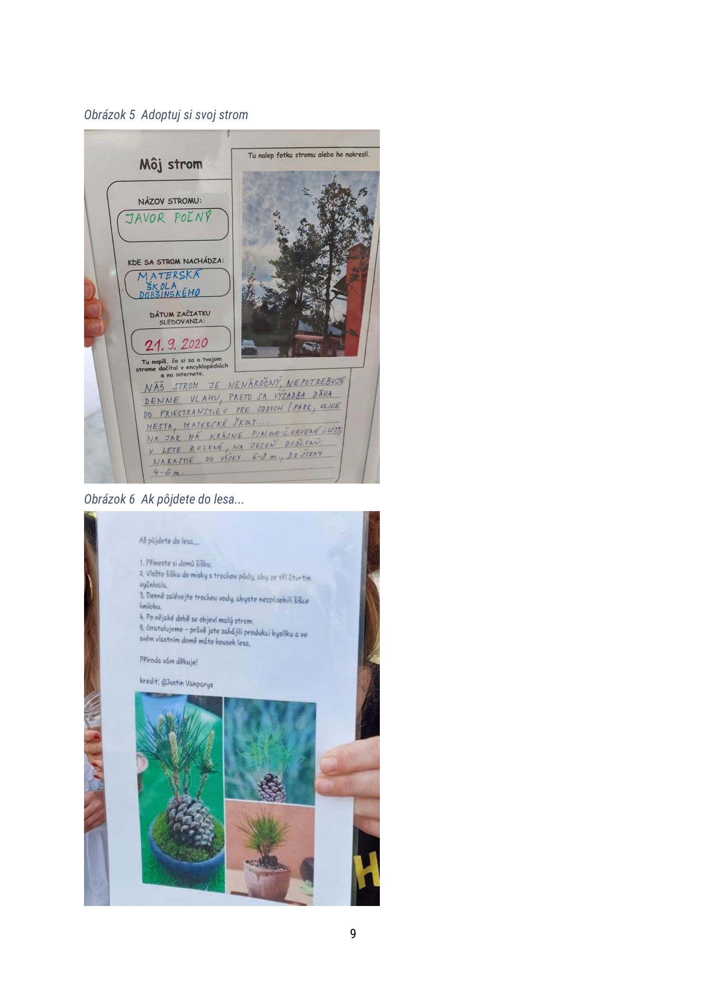 Obrázok 5  Adoptuj si svoj strom
1
Môj strom
Tu nalep fotku stromu alebo ho nakresli.
NÁZOV STROMU:
JAVOR POĽNÝ
KDE SA STROM NACHÁDZA:
MATERSKÁ
ŠKOLA
DOBŠINSKÉHO
DÁTUM ZAČIATKU
SLEDOVANIA:
21.9.2020
Tu napíš, čo si sa o tvojom
strome dočítal v encyklopédiách
a na internete.
NÁŠ STROM JE NENÁROČNÝ, NEPOTREBUJE
DENNE VLAHU, PRETO SA VÝSADBA DÁVA
DO PRIESTRANSTIEV PRE ODDYCH (PARK, ULICE
MESTA, MATERSKÉ ŠKOLY....
NA JAR MÁ KRÁSNE FIALOVO-ČERVENÉ LISTY,
V LETE ZELENÉ, NA JESEŇ ZOŽLTNÚ.
NARASTIE DO VÝŠKY 6-8 m., DO ŠÍRKY
4-6 m.
Obrázok 6  Ak pôjdete do lesa...
Až půjdete do lesa....
1. Přineste si domů šišku.
2. Vložte šišku do misky s trochou půdy, aby ze tří čtvrtin
vyčnívala.
3. Denně zalévejte trochou vody, abyste nezpůsobili šišce
hnilobu.
4. Po nějaké době se objeví malý strom.
5. Gratulujeme - právě jste zahájili produkci kyslíku a ve
svém vlastním domě máte kousek lesa.
Příroda vám děkuje!
kredit: @Justin Vanparys
H
9